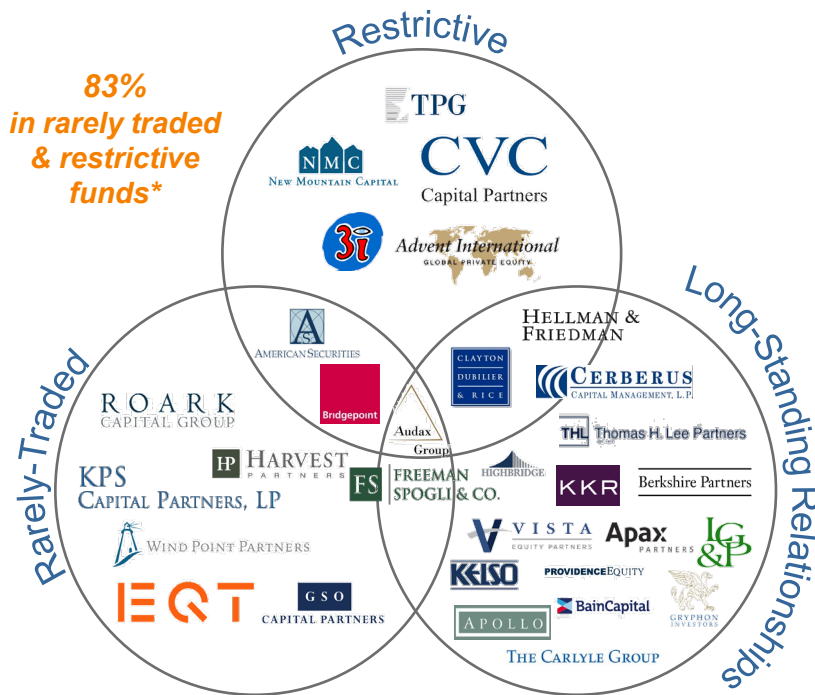 Restrictive
83%
in rarely traded
& restrictive
funds*
TPG
NMC
NEW MOUNTAIN CAPITAL
CVC
Capital Partners
3i
Advent International
GLOBAL PRIVATE EQUITY
Long-Standing Relationships
Rarely-Traded
AS
AMERICAN SECURITIES
Bridgepoint
Audax
Group
HELLMAN &
FRIEDMAN
CLAYTON
DUBILIER
& RICE
CERBERUS
CAPITAL MANAGEMENT, L.P.
ROARK
CAPITAL GROUP
HP HARVEST
PARTNERS
KPS
CAPITAL PARTNERS, LP
FS FREEMAN
SPOGLI & CO.
THL Thomas H. Lee Partners
HIGHBRIDGE
KKR
Berkshire Partners
WIND POINT PARTNERS
V VISTA
EQUITY PARTNERS
Apax
PARTNERS
LG
&P
KELSO
PROVIDENCEEQUITY
EQT
GSO
CAPITAL PARTNERS
APOLLO
BainCapital
GRYPHON
INVESTORS
THE CARLYLE GROUP